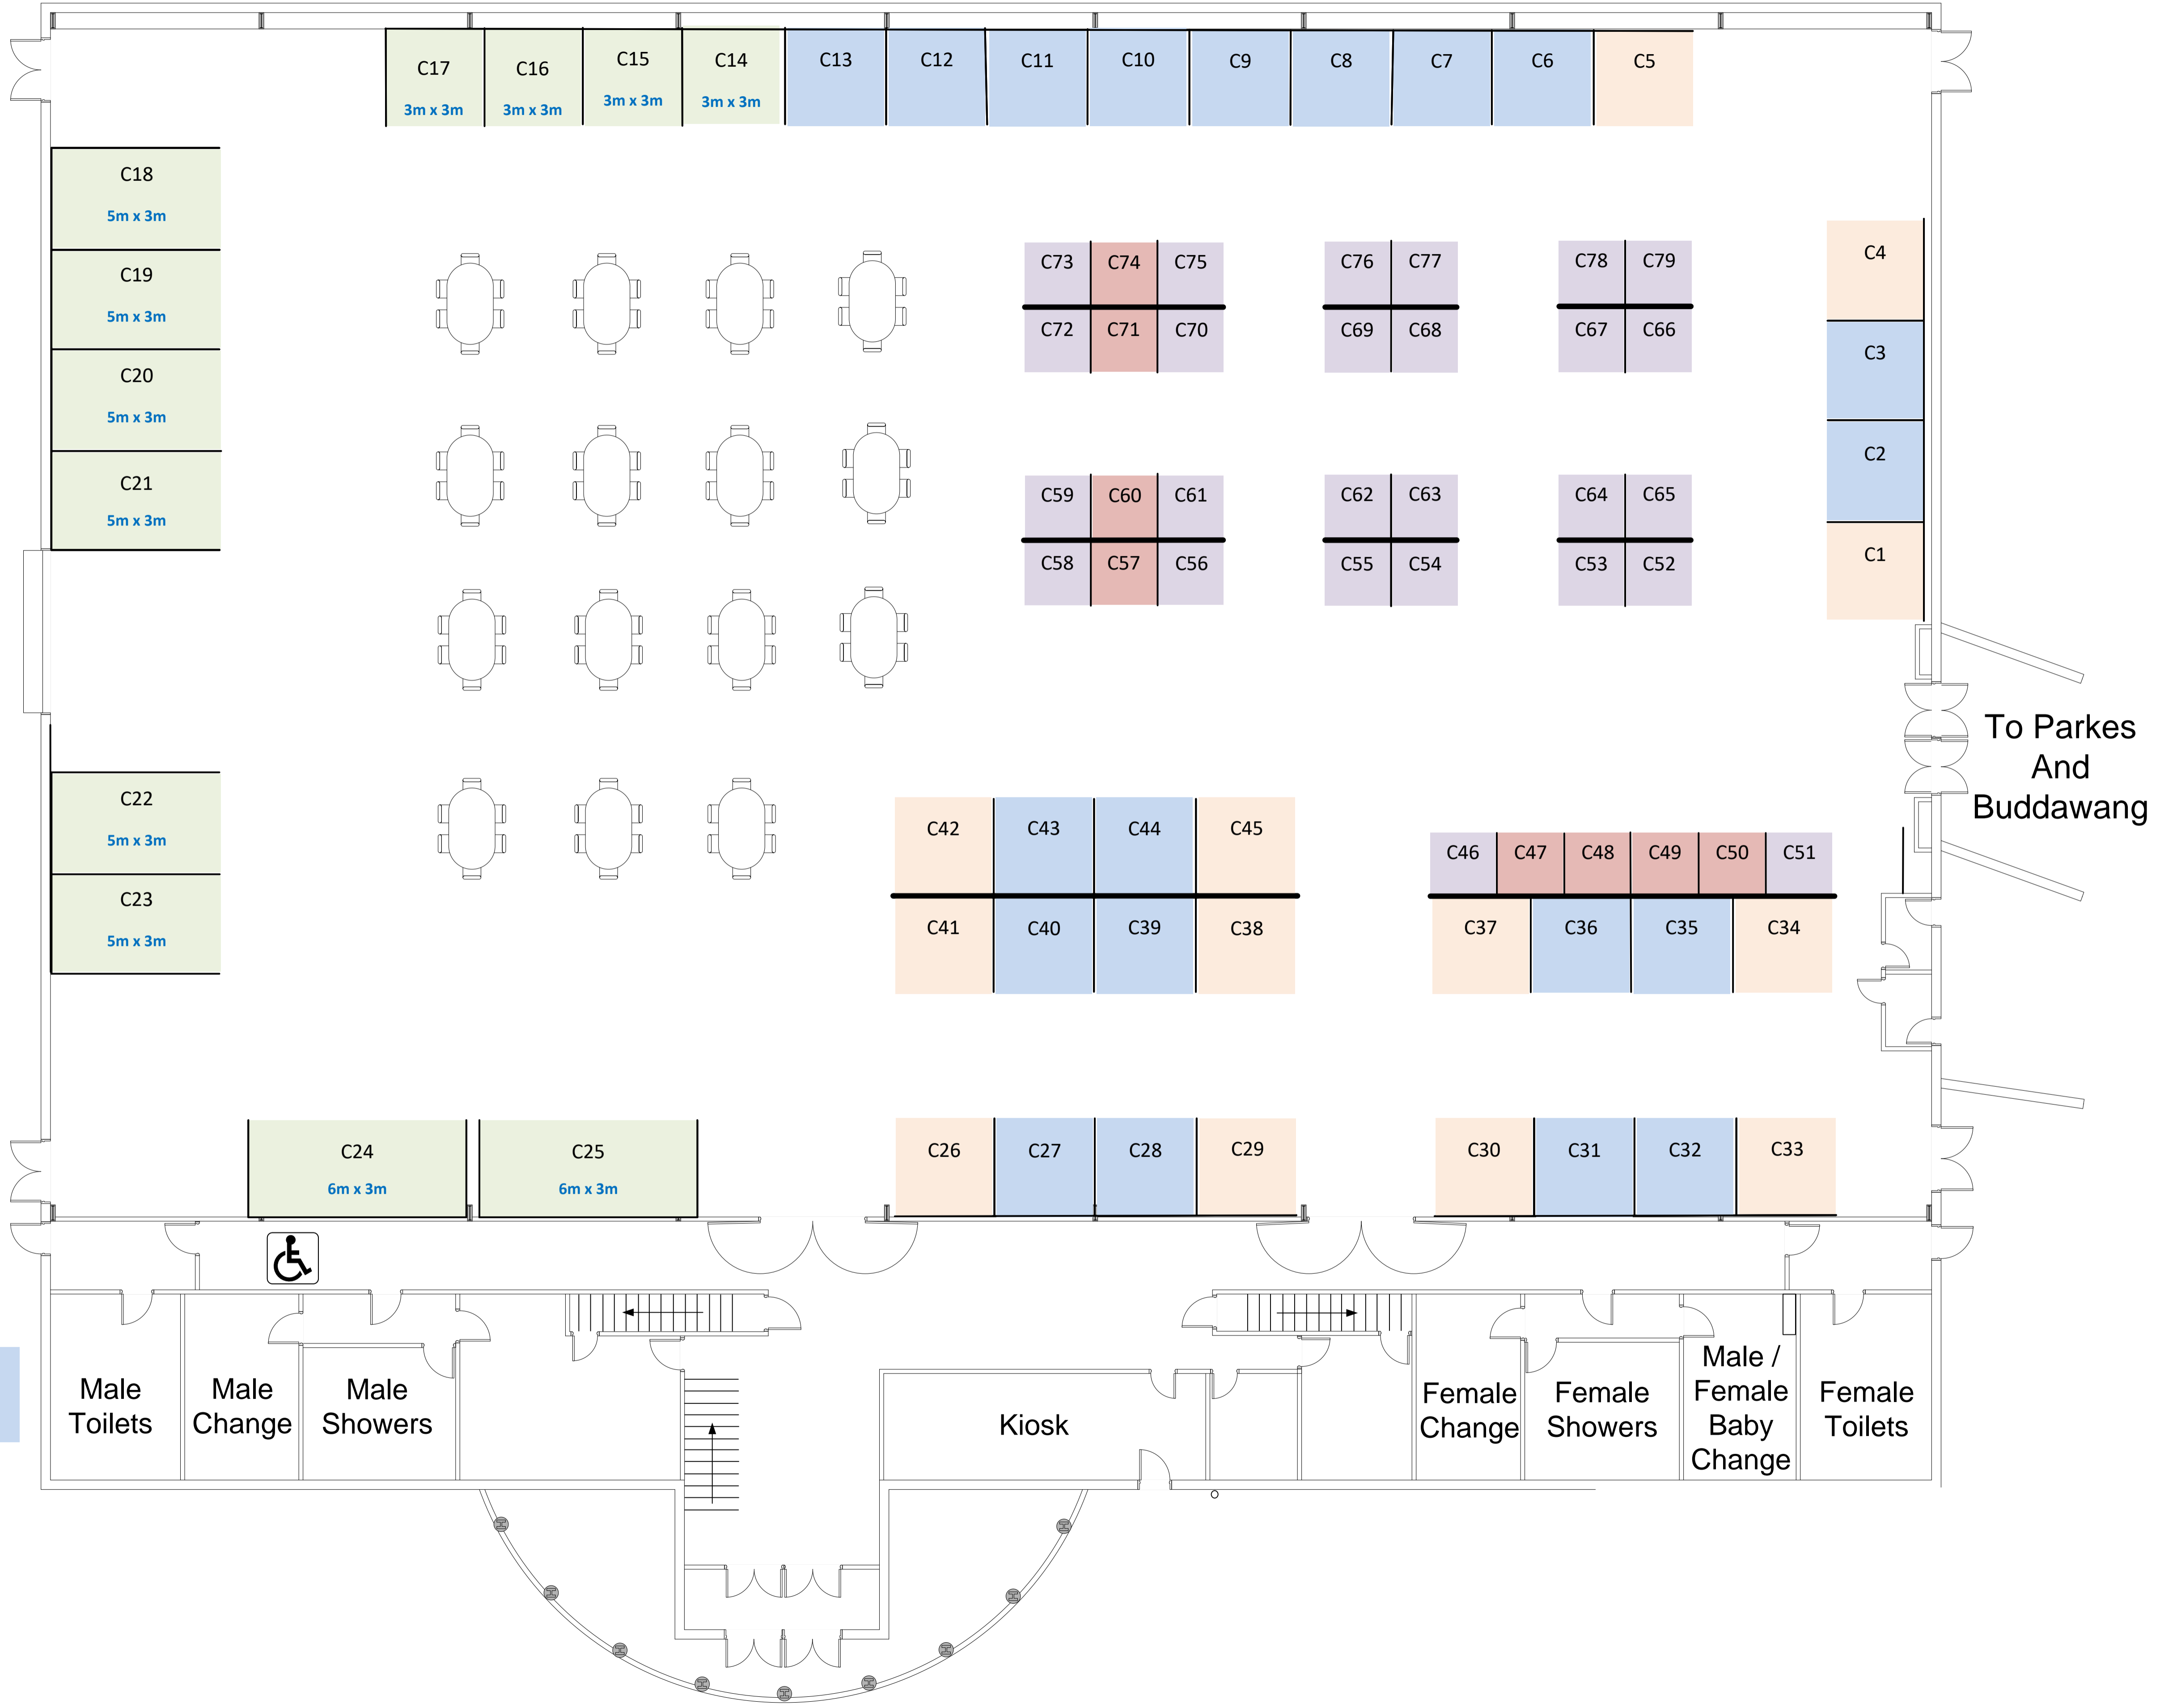 C17 C16 C15 C14 C13 C12 C11 C10 C9 C8 C7 C6 C5
3m x 3m 3m x 3m 3m x 3m 3m x 3m
C18
5m x 3m
C19
5m x 3m
C20
5m x 3m
C21
5m x 3m
C73 C74 C75 C76 C77 C78 C79
C72 C71 C70 C69 C68 C67 C66
C4
C3
C2
C1
C59 C60 C61 C62 C63 C64 C65
C58 C57 C56 C55 C54 C53 C52
To Parkes
And
Buddawang
C22
5m x 3m
C23
5m x 3m
C42 C43 C44 C45
C41 C40 C39 C38
C46 C47 C48 C49 C50 C51
C37 C36 C35 C34
C24
6m x 3m
C25
6m x 3m
C26 C27 C28 C29
C30 C31 C32 C33
Male
Toilets
Male
Change
Male
Showers
Kiosk
Female
Change
Female
Showers
Male /
Female
Baby
Change
Female
Toilets